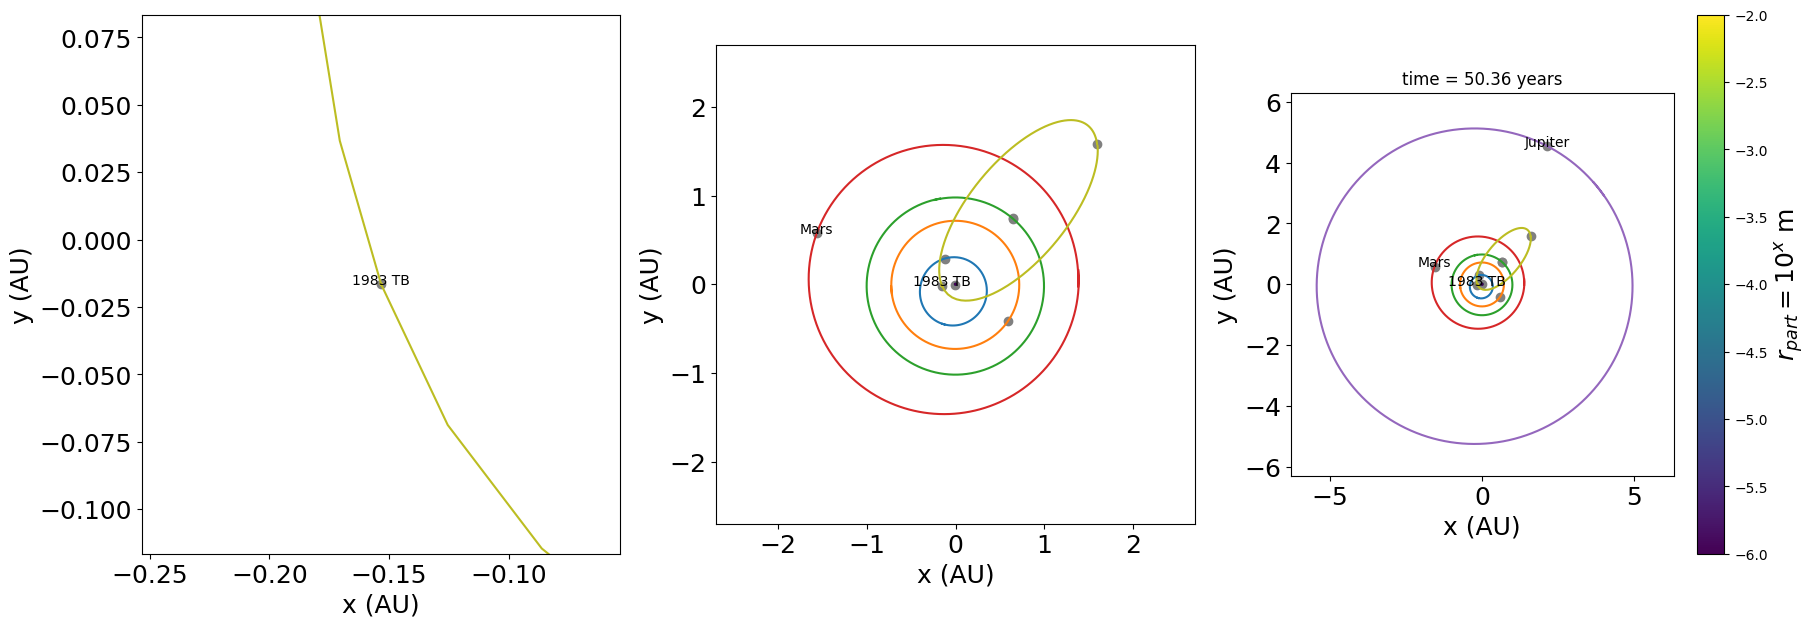 0.075
0.050
0.025
0.000
−0.025
−0.050
−0.075
−0.100
y (AU)
1983 TB
−0.25
−0.20
−0.15
−0.10
x (AU)
2
1
0
−1
−2
y (AU)
Mars
1983 TB
−2
−1
0
1
2
x (AU)
time = 50.36 years
6
4
2
0
−2
−4
−6
y (AU)
Jupiter
Mars
1983 TB
−5
0
5
x (AU)
−2.0
−2.5
−3.0
−3.5
−4.0
−4.5
−5.0
−5.5
−6.0
r_{part} = 10^x m